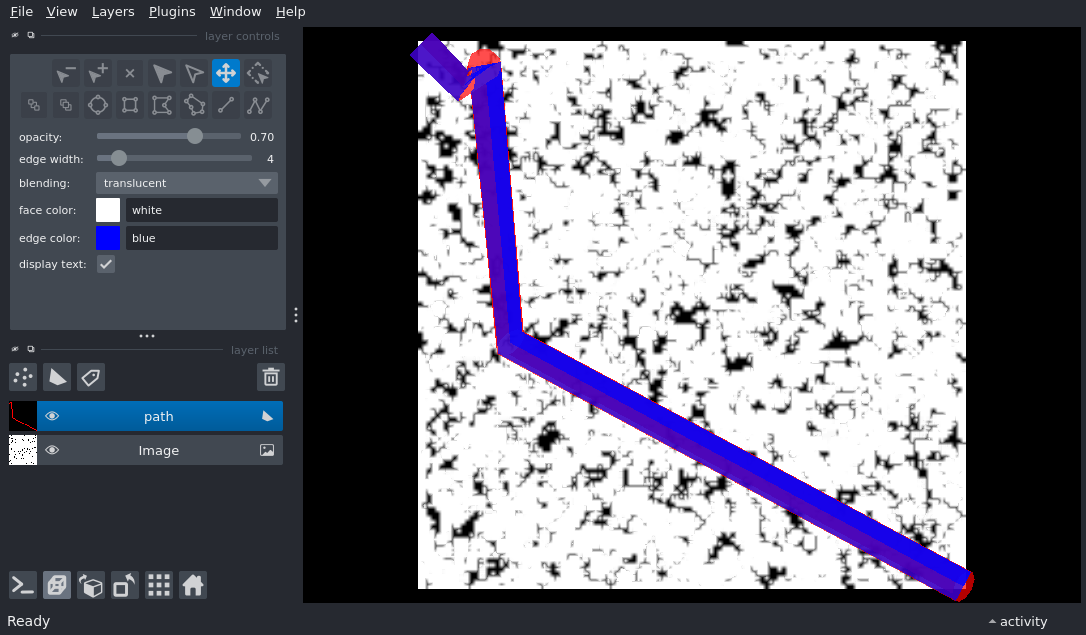 File View Layers Plugins Window Help
layer controls
opacity: 0.70
edge width: 4
blending: translucent
face color: white
edge color: blue
display text:
layer list
path
Image
Ready
activity